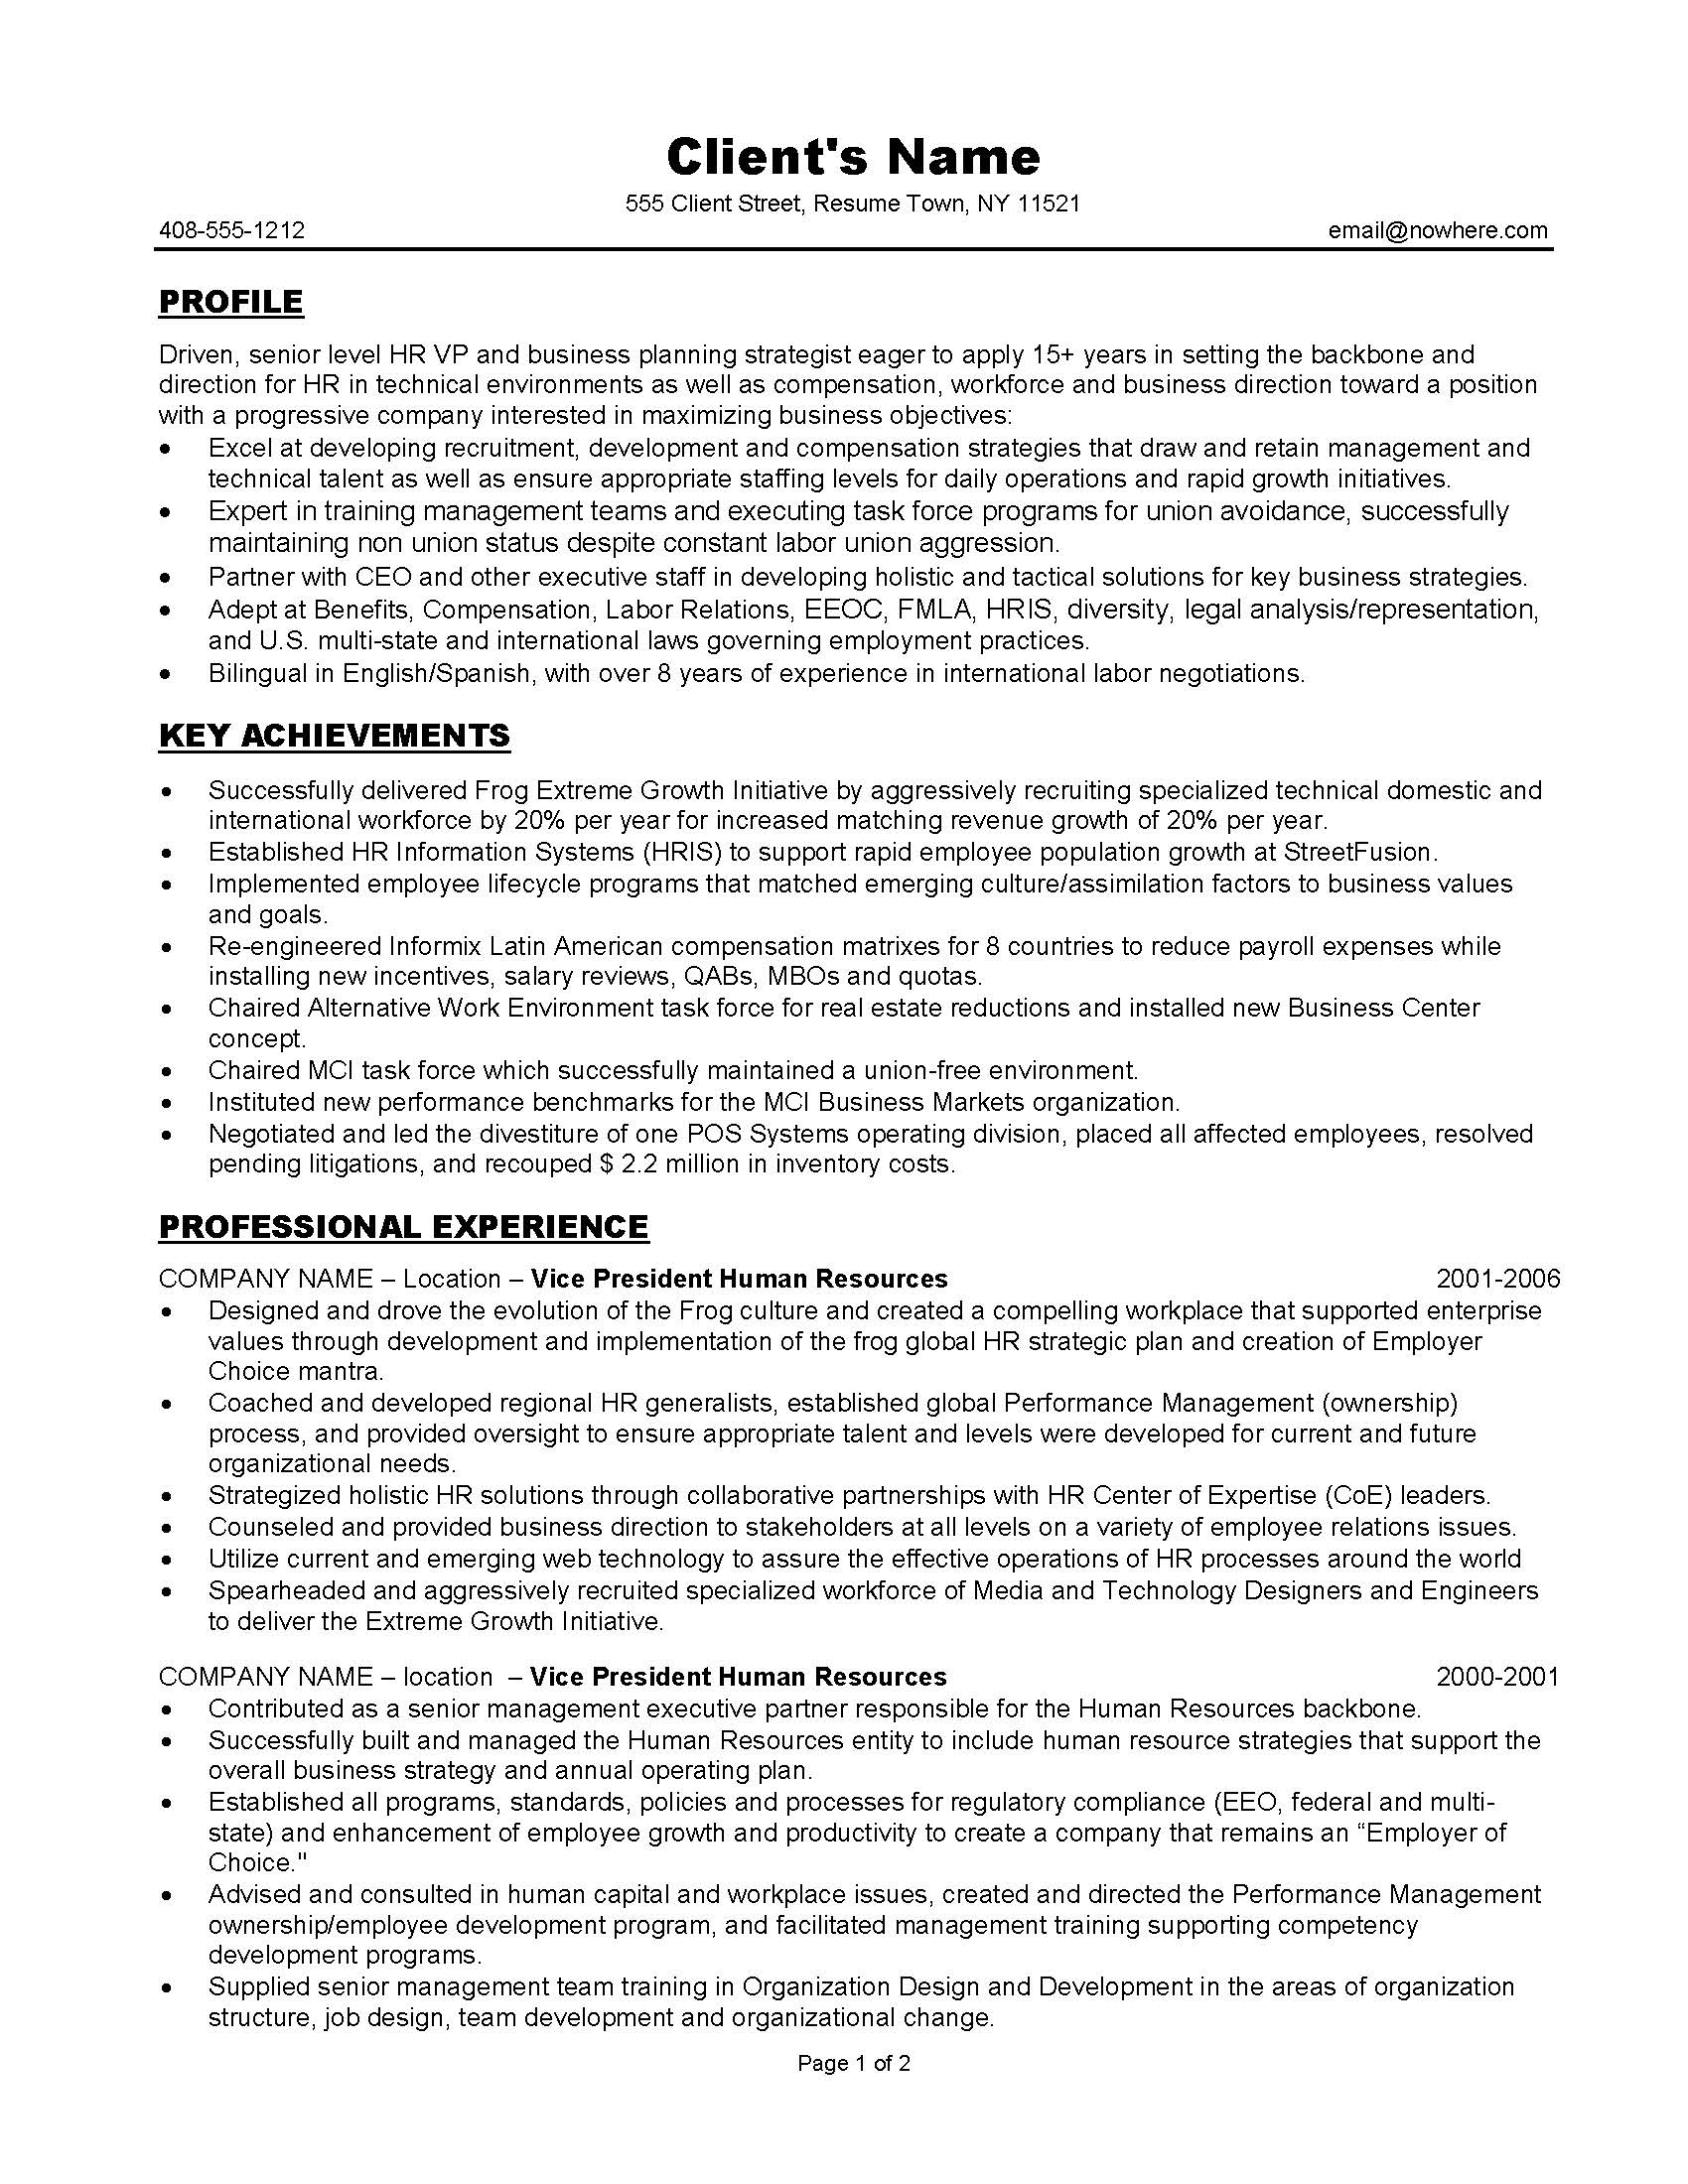 Client's Name
555 Client Street, Resume Town, NY 11521
408-555-1212 email@nowhere.com
PROFILE
Driven, senior level HR VP and business planning strategist eager to apply 15+ years in setting the backbone and
direction for HR in technical environments as well as compensation, workforce and business direction toward a position
with a progressive company interested in maximizing business objectives:
• Excel at developing recruitment, development and compensation strategies that draw and retain management and
technical talent as well as ensure appropriate staffing levels for daily operations and rapid growth initiatives.
• Expert in training management teams and executing task force programs for union avoidance, successfully
maintaining non union status despite constant labor union aggression.
• Partner with CEO and other executive staff in developing holistic and tactical solutions for key business strategies.
• Adept at Benefits, Compensation, Labor Relations, EEOC, FMLA, HRIS, diversity, legal analysis/representation,
and U.S. multi-state and international laws governing employment practices.
• Bilingual in English/Spanish, with over 8 years of experience in international labor negotiations.
KEY ACHIEVEMENTS
• Successfully delivered Frog Extreme Growth Initiative by aggressively recruiting specialized technical domestic and
international workforce by 20% per year for increased matching revenue growth of 20% per year.
• Established HR Information Systems (HRIS) to support rapid employee population growth at StreetFusion.
• Implemented employee lifecycle programs that matched emerging culture/assimilation factors to business values
and goals.
• Re-engineered Informix Latin American compensation matrixes for 8 countries to reduce payroll expenses while
installing new incentives, salary reviews, QABs, MBOs and quotas.
• Chaired Alternative Work Environment task force for real estate reductions and installed new Business Center
concept.
• Chaired MCI task force which successfully maintained a union-free environment.
• Instituted new performance benchmarks for the MCI Business Markets organization.
• Negotiated and led the divestiture of one POS Systems operating division, placed all affected employees, resolved
pending litigations, and recouped $ 2.2 million in inventory costs.
PROFESSIONAL EXPERIENCE
COMPANY NAME – Location – Vice President Human Resources 2001-2006
• Designed and drove the evolution of the Frog culture and created a compelling workplace that supported enterprise
values through development and implementation of the frog global HR strategic plan and creation of Employer
Choice mantra.
• Coached and developed regional HR generalists, established global Performance Management (ownership)
process, and provided oversight to ensure appropriate talent and levels were developed for current and future
organizational needs.
• Strategized holistic HR solutions through collaborative partnerships with HR Center of Expertise (CoE) leaders.
• Counseled and provided business direction to stakeholders at all levels on a variety of employee relations issues.
• Utilize current and emerging web technology to assure the effective operations of HR processes around the world
• Spearheaded and aggressively recruited specialized workforce of Media and Technology Designers and Engineers
to deliver the Extreme Growth Initiative.
COMPANY NAME – location – Vice President Human Resources 2000-2001
• Contributed as a senior management executive partner responsible for the Human Resources backbone.
• Successfully built and managed the Human Resources entity to include human resource strategies that support the
overall business strategy and annual operating plan.
• Established all programs, standards, policies and processes for regulatory compliance (EEO, federal and multi-
state) and enhancement of employee growth and productivity to create a company that remains an “Employer of
Choice."
• Advised and consulted in human capital and workplace issues, created and directed the Performance Management
ownership/employee development program, and facilitated management training supporting competency
development programs.
• Supplied senior management team training in Organization Design and Development in the areas of organization
structure, job design, team development and organizational change.
Page 1 of 2